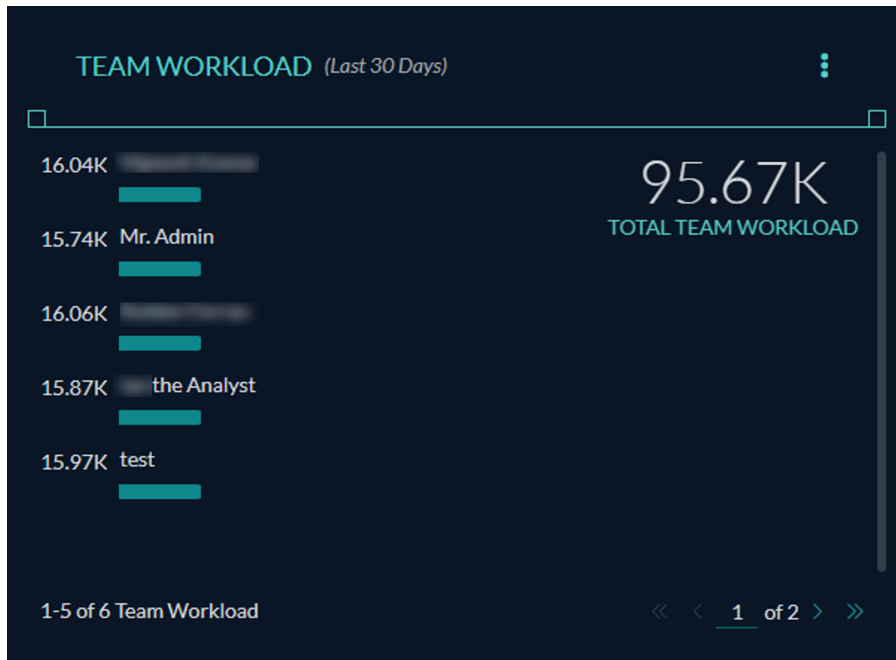 TEAM WORKLOAD (Last 30 Days)
16.04K
95.67K
TOTAL TEAM WORKLOAD
15.74K Mr. Admin
16.06K
15.87K the Analyst
15.97K test
1-5 of 6 Team Workload
1 of 2